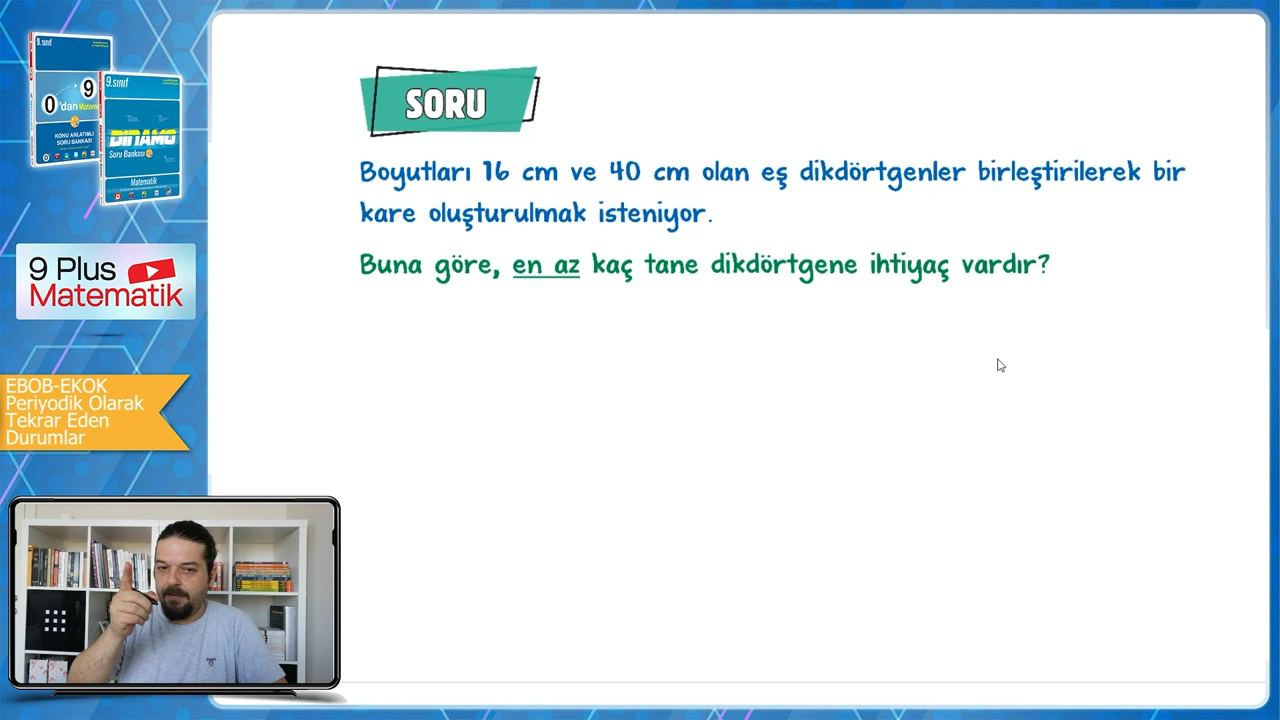 SORU
Boyutları 16 cm ve 40 cm olan eş dikdörtgenler birleştirilerek bir
kare oluşturulmak isteniyor.
Buna göre, en az kaç tane dikdörtgene ihtiyaç vardır?
9.sınıf
0'dan 9 Matem
KONU ANLATIMLI
SORU BANKASI
9.sınıf
DİNAMO
Soru Bankası
Matematik
9 Plus
Matematik
EBOB-EKOK
Periyodik Olarak
Tekrar Eden
Durumlar